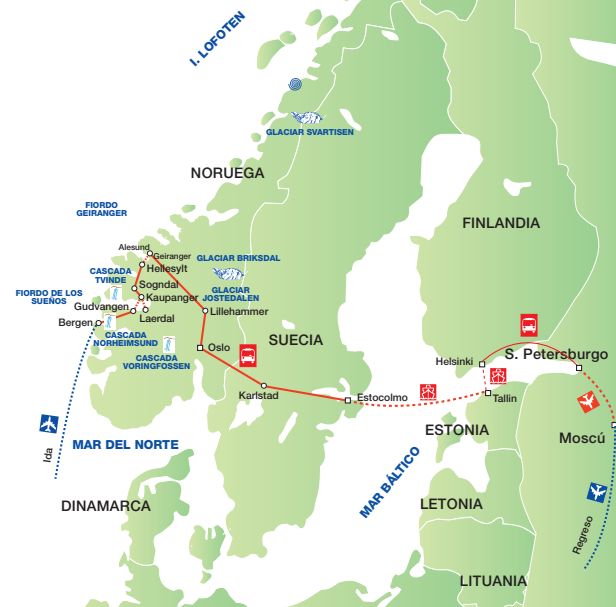 I. LOFOTEN
GLACIAR SVARTISEN
NORUEGA
FIORDO
GEIRANGER
FINLANDIA
Alesund
Geiranger
Hellesylt
GLACIAR BRIKSDAL
CASCADA
TVINDE
Sogndal
FIORDO DE LOS
SUEÑOS
Kaupanger
GLACIAR
JOSTEDALEN
Gudvangen
Laerdal
Lillehammer
Bergen
CASCADA
NORHEIMSUND
CASCADA
VORINGFOSSEN
Oslo
SUECIA
Helsinki
S. Petersburgo
Karlstad
Estocolmo
Tallin
ESTONIA
Moscú
Ida
MAR DEL NORTE
MAR BÁLTICO
DINAMARCA
LETONIA
Regreso
LITUANIA